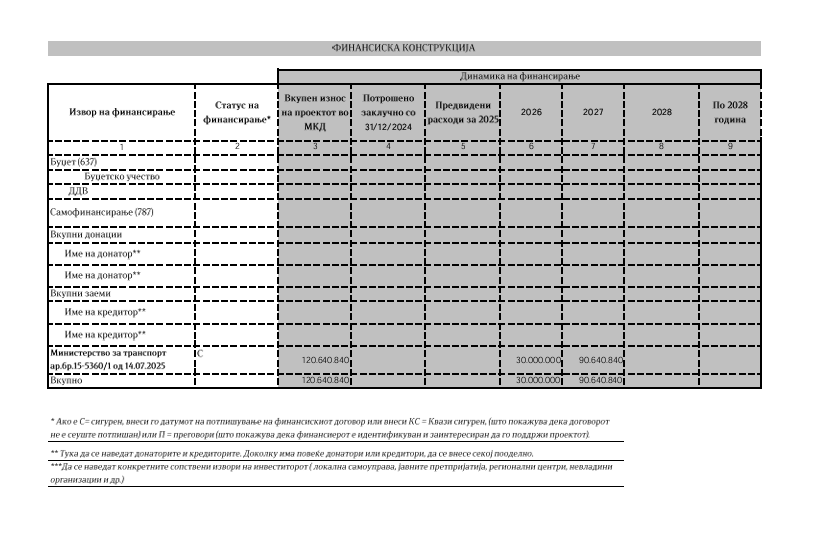 ФИНАНСИСКА КОНСТРУКЦИЈА
Динамика на финансирање
Извор на финансирање Статус на финансирање* Вкупен износ на проектот во МКД Потрошено заклучно со 31/12/2024 Предвидени расходи за 2025 2026 2027 2028 По 2028 година
1 2 3 4 5 6 7 8 9
Буџет (637)
Буџетско учество
ДДВ
Самофинансирање (787)
Вкупни донации
Име на донатор**
Име на донатор**
Вкупни заеми
Име на кредитор**
Име на кредитор**
Министерство за транспорт С
ар.бр.15-5360/1 од 14.07.2025 120.640.840 30.000.000 90.640.840
Вкупно 120.640.840 30.000.000 90.640.840
* Ако е С= сигурен, внеси го датумот на потпишување на финансискиот договор или внеси КС = Квази сигурен, (што покажува дека договорот
не е сеуште потпишан) или П = преговори (што покажува дека финансиерот е идентификуван и заинтересиран да го поддржи проектот).
** Тука да се наведат донаторите и кредиторите. Доколку има повеќе донатори или кредитори, да се внесе секој поодделно.
***Да се наведат конкретните сопствени извори на инвеститорот ( локална самоуправа, јавните претпријатија, регионални центри, невладини
организации и др.)